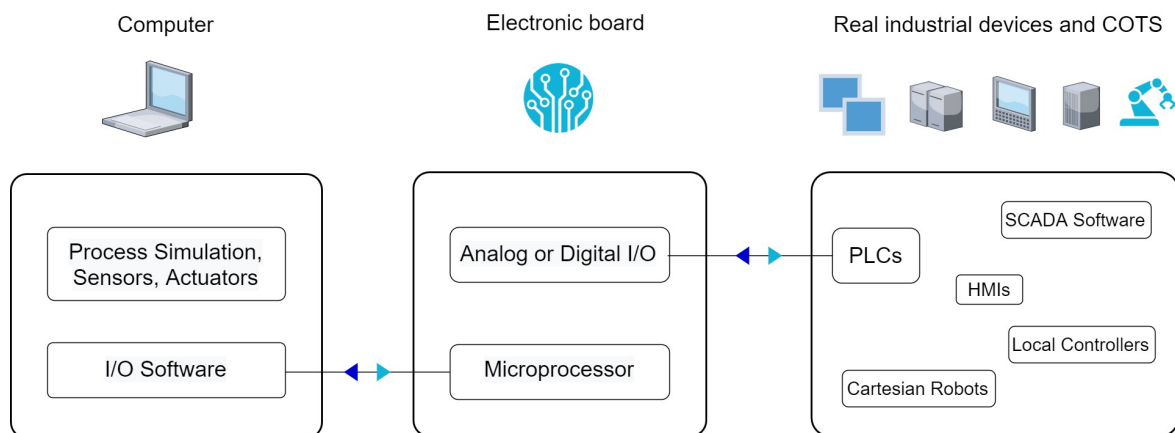 Computer
Electronic board
Real industrial devices and COTS
Process Simulation,
Sensors, Actuators
I/O Software
Analog or Digital I/O
Microprocessor
PLCs
SCADA Software
HMIs
Local Controllers
Cartesian Robots